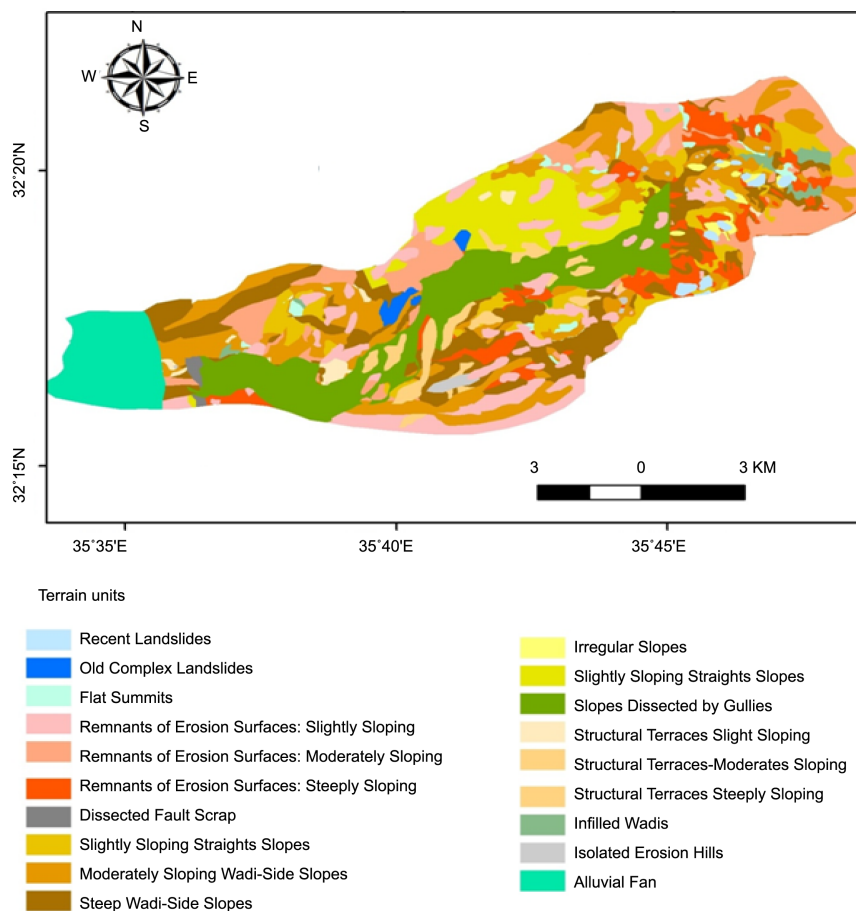 N
W E
S
32°20'N
32°15'N
3 0 3 KM
35°35'E 35°40'E 35°45'E
Terrain units
Recent Landslides
Old Complex Landslides
Flat Summits
Remnants of Erosion Surfaces: Slightly Sloping
Remnants of Erosion Surfaces: Moderately Sloping
Remnants of Erosion Surfaces: Steeply Sloping
Dissected Fault Scrap
Slightly Sloping Straights Slopes
Moderately Sloping Wadi-Side Slopes
Steep Wadi-Side Slopes
Irregular Slopes
Slightly Sloping Straights Slopes
Slopes Dissected by Gullies
Structural Terraces Slight Sloping
Structural Terraces-Moderates Sloping
Structural Terraces Steeply Sloping
Infilled Wadis
Isolated Erosion Hills
Alluvial Fan